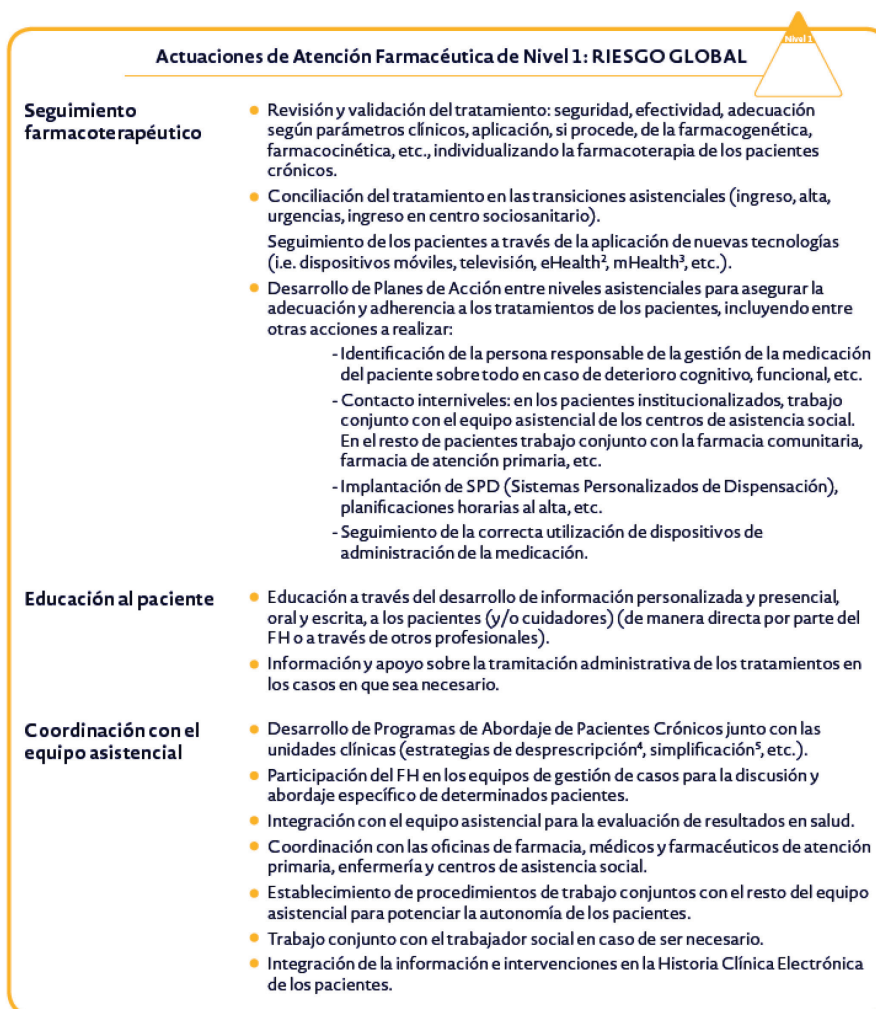 Nivel 1
Actuaciones de Atención Farmacéutica de Nivel 1: RIESGO GLOBAL
Seguimiento
farmacoterapéutico
Revisión y validación del tratamiento: seguridad, efectividad, adecuación
según parámetros clínicos, aplicación, si procede, de la farmacogenética,
farmacocinética, etc., individualizando la farmacoterapia de los pacientes
crónicos.
Conciliación del tratamiento en las transiciones asistenciales (ingreso, alta,
urgencias, ingreso en centro sociosanitario).
Seguimiento de los pacientes a través de la aplicación de nuevas tecnologías
(i.e. dispositivos móviles, televisión, eHealth², mHealth³, etc.).
Desarrollo de Planes de Acción entre niveles asistenciales para asegurar la
adecuación y adherencia a los tratamientos de los pacientes, incluyendo entre
otras acciones a realizar:
- Identificación de la persona responsable de la gestión de la medicación
del paciente sobre todo en caso de deterioro cognitivo, funcional, etc.
- Contacto interniveles: en los pacientes institucionalizados, trabajo
conjunto con el equipo asistencial de los centros de asistencia social.
En el resto de pacientes trabajo conjunto con la farmacia comunitaria,
farmacia de atención primaria, etc.
- Implantación de SPD (Sistemas Personalizados de Dispensación),
planificaciones horarias al alta, etc.
- Seguimiento de la correcta utilización de dispositivos de
administración de la medicación.
Educación al paciente
Educación a través del desarrollo de información personalizada y presencial,
oral y escrita, a los pacientes (y/o cuidadores) (de manera directa por parte del
FH o a través de otros profesionales).
Información y apoyo sobre la tramitación administrativa de los tratamientos en
los casos en que sea necesario.
Coordinación con el
equipo asistencial
Desarrollo de Programas de Abordaje de Pacientes Crónicos junto con las
unidades clínicas (estrategias de desprescripción⁴, simplificación⁵, etc.).
Participación del FH en los equipos de gestión de casos para la discusión y
abordaje específico de determinados pacientes.
Integración con el equipo asistencial para la evaluación de resultados en salud.
Coordinación con las oficinas de farmacia, médicos y farmacéuticos de atención
primaria, enfermería y centros de asistencia social.
Establecimiento de procedimientos de trabajo conjuntos con el resto del equipo
asistencial para potenciar la autonomía de los pacientes.
Trabajo conjunto con el trabajador social en caso de ser necesario.
Integración de la información e intervenciones en la Historia Clínica Electrónica
de los pacientes.